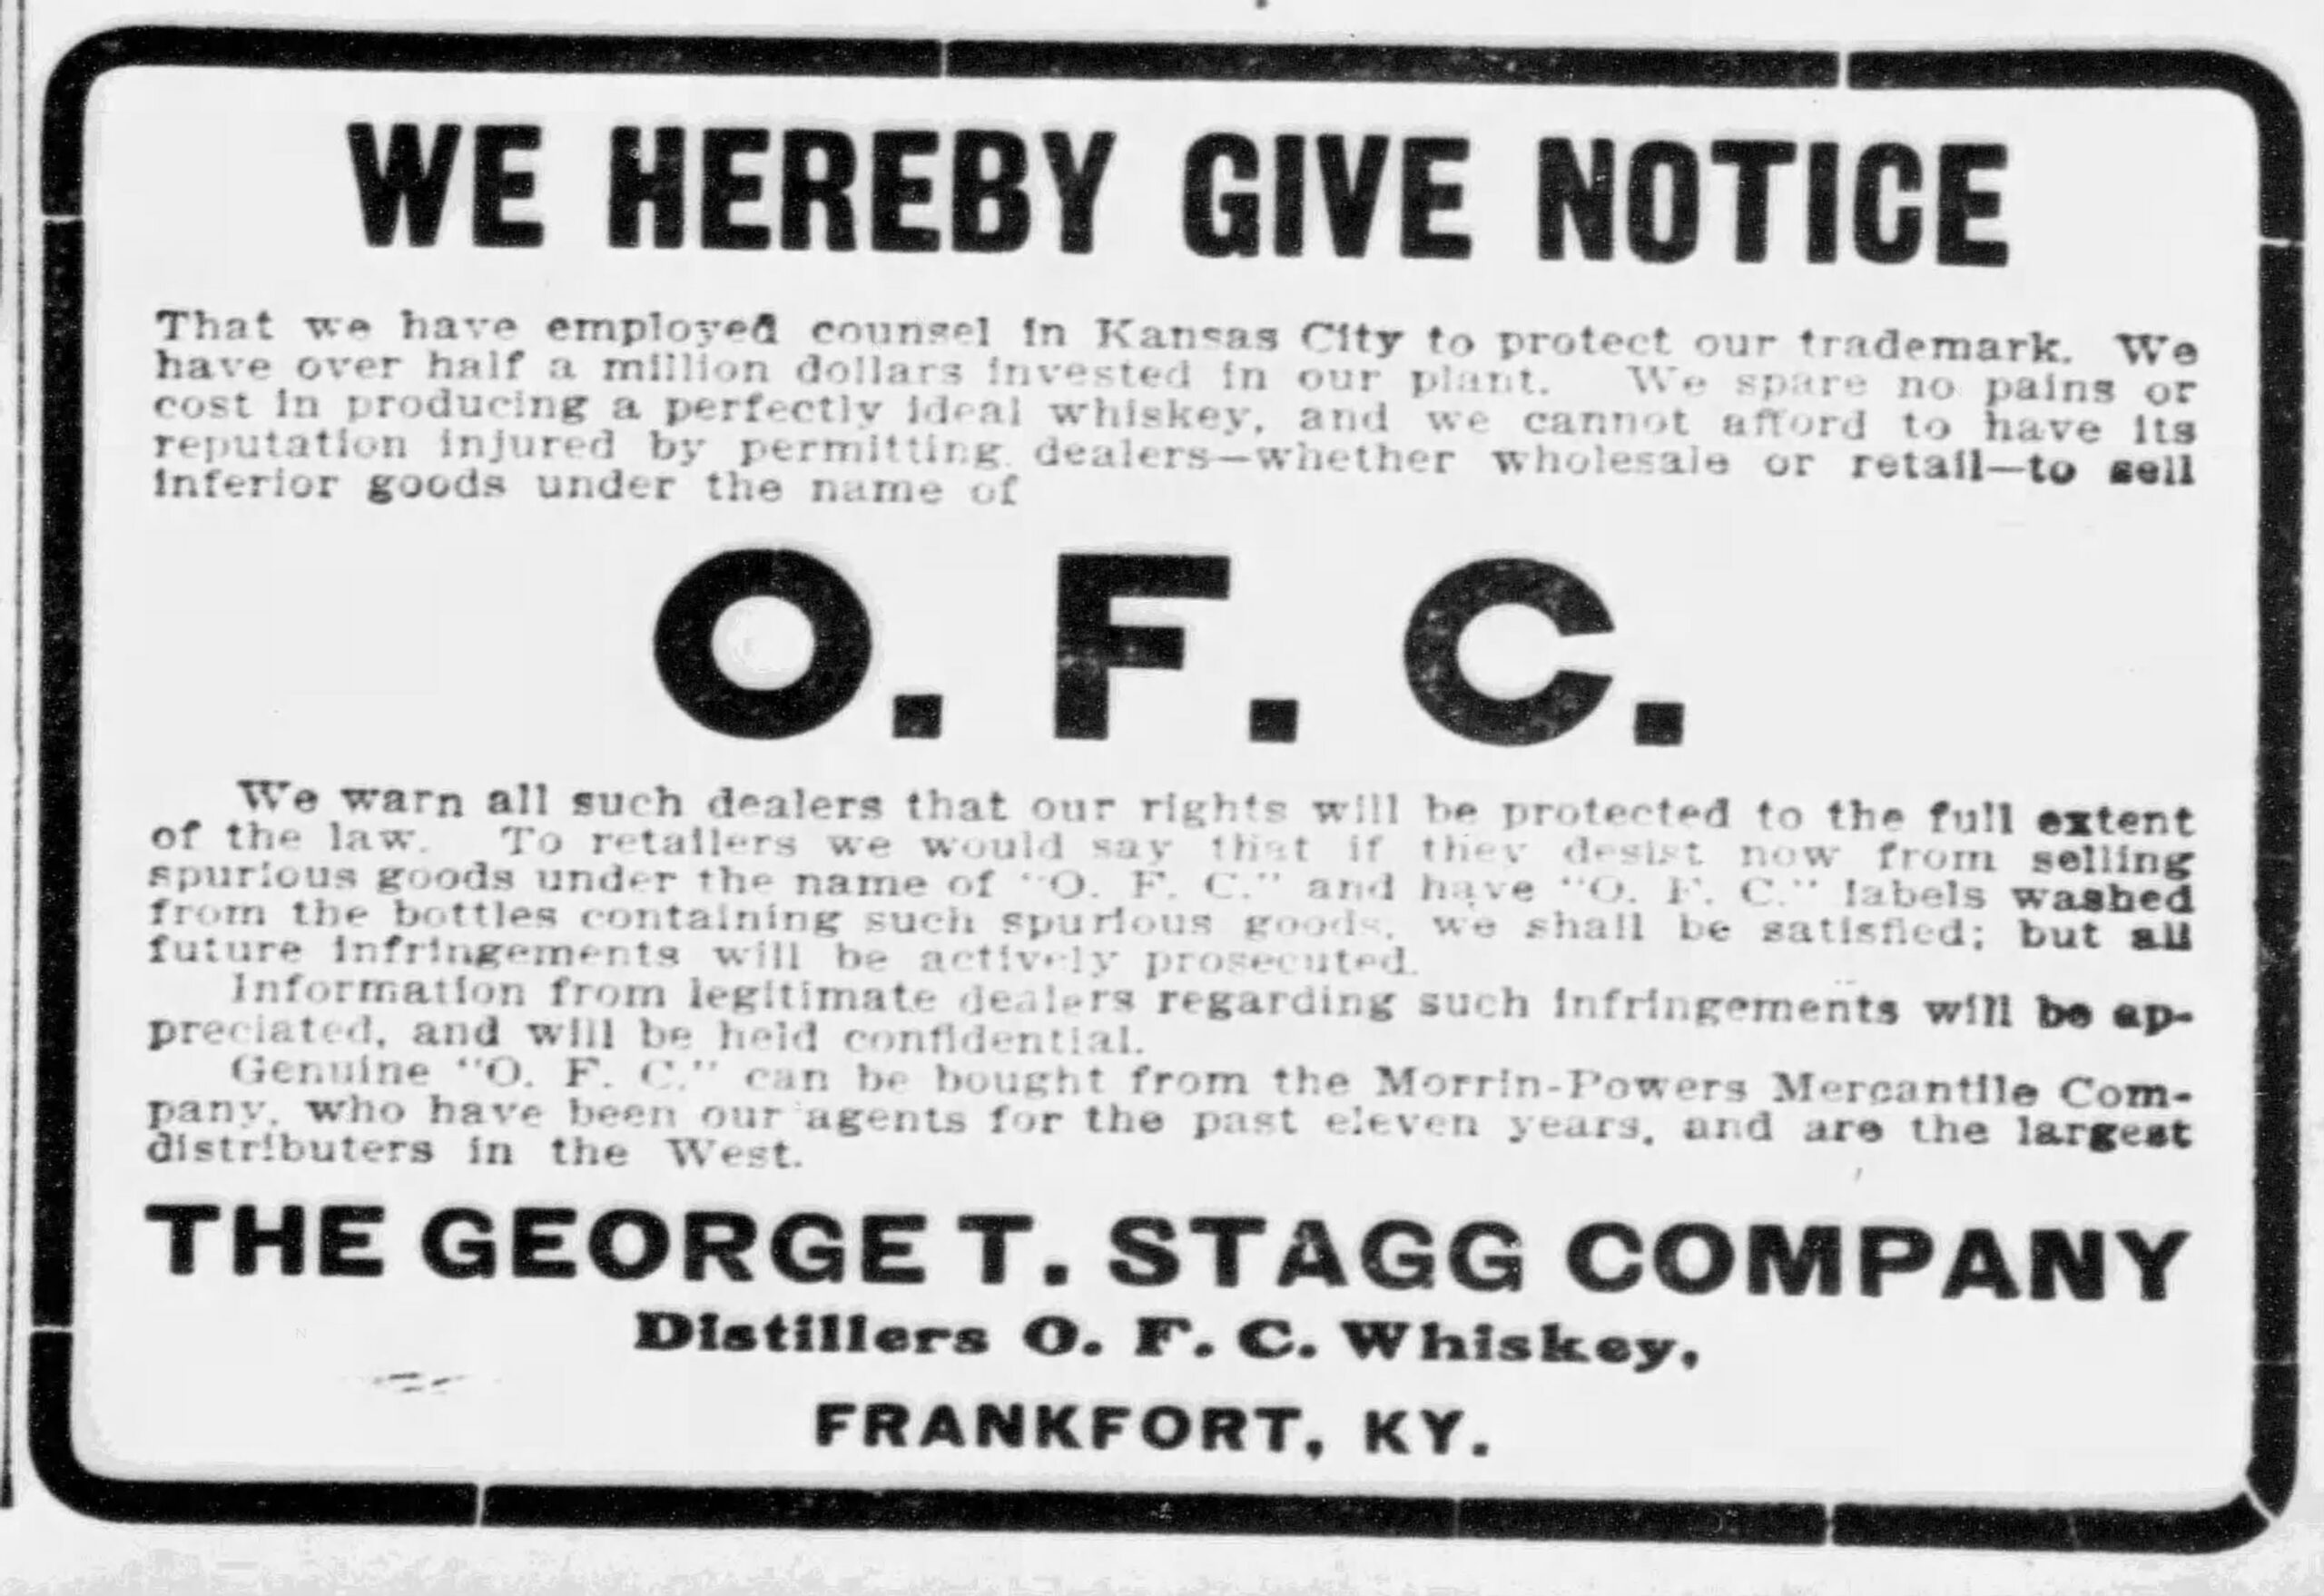 WE HEREBY GIVE NOTICE
That we have employed counsel in Kansas City to protect our trademark. We
have over half a million dollars invested in our plant. We spare no pains or
cost in producing a perfectly ideal whiskey, and we cannot afford to have its
reputation injured by permitting dealers—whether wholesale or retail—to sell
inferior goods under the name of
O. F. C.
We warn all such dealers that our rights will be protected to the full extent
of the law. To retailers we would say that if they desist now from selling
spurious goods under the name of "O. F. C." and have "O. F. C." labels washed
from the bottles containing such spurious goods, we shall be satisfied; but all
future infringements will be actively prosecuted.
Information from legitimate dealers regarding such infringements will be ap-
preciated, and will be held confidential.
Genuine "O. F. C." can be bought from the Morrin-Powers Mercantile Com-
pany, who have been our agents for the past eleven years, and are the largest
distributers in the West.
THE GEORGE T. STAGG COMPANY
Distillers O. F. C. Whiskey,
FRANKFORT, KY.